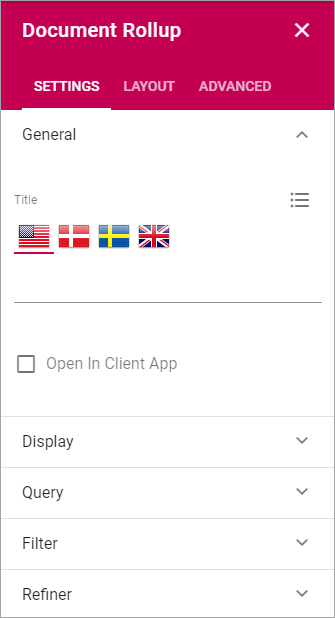 Document Rollup
SETTINGS LAYOUT ADVANCED
General
Title
Open In Client App
Display
Query
Filter
Refiner